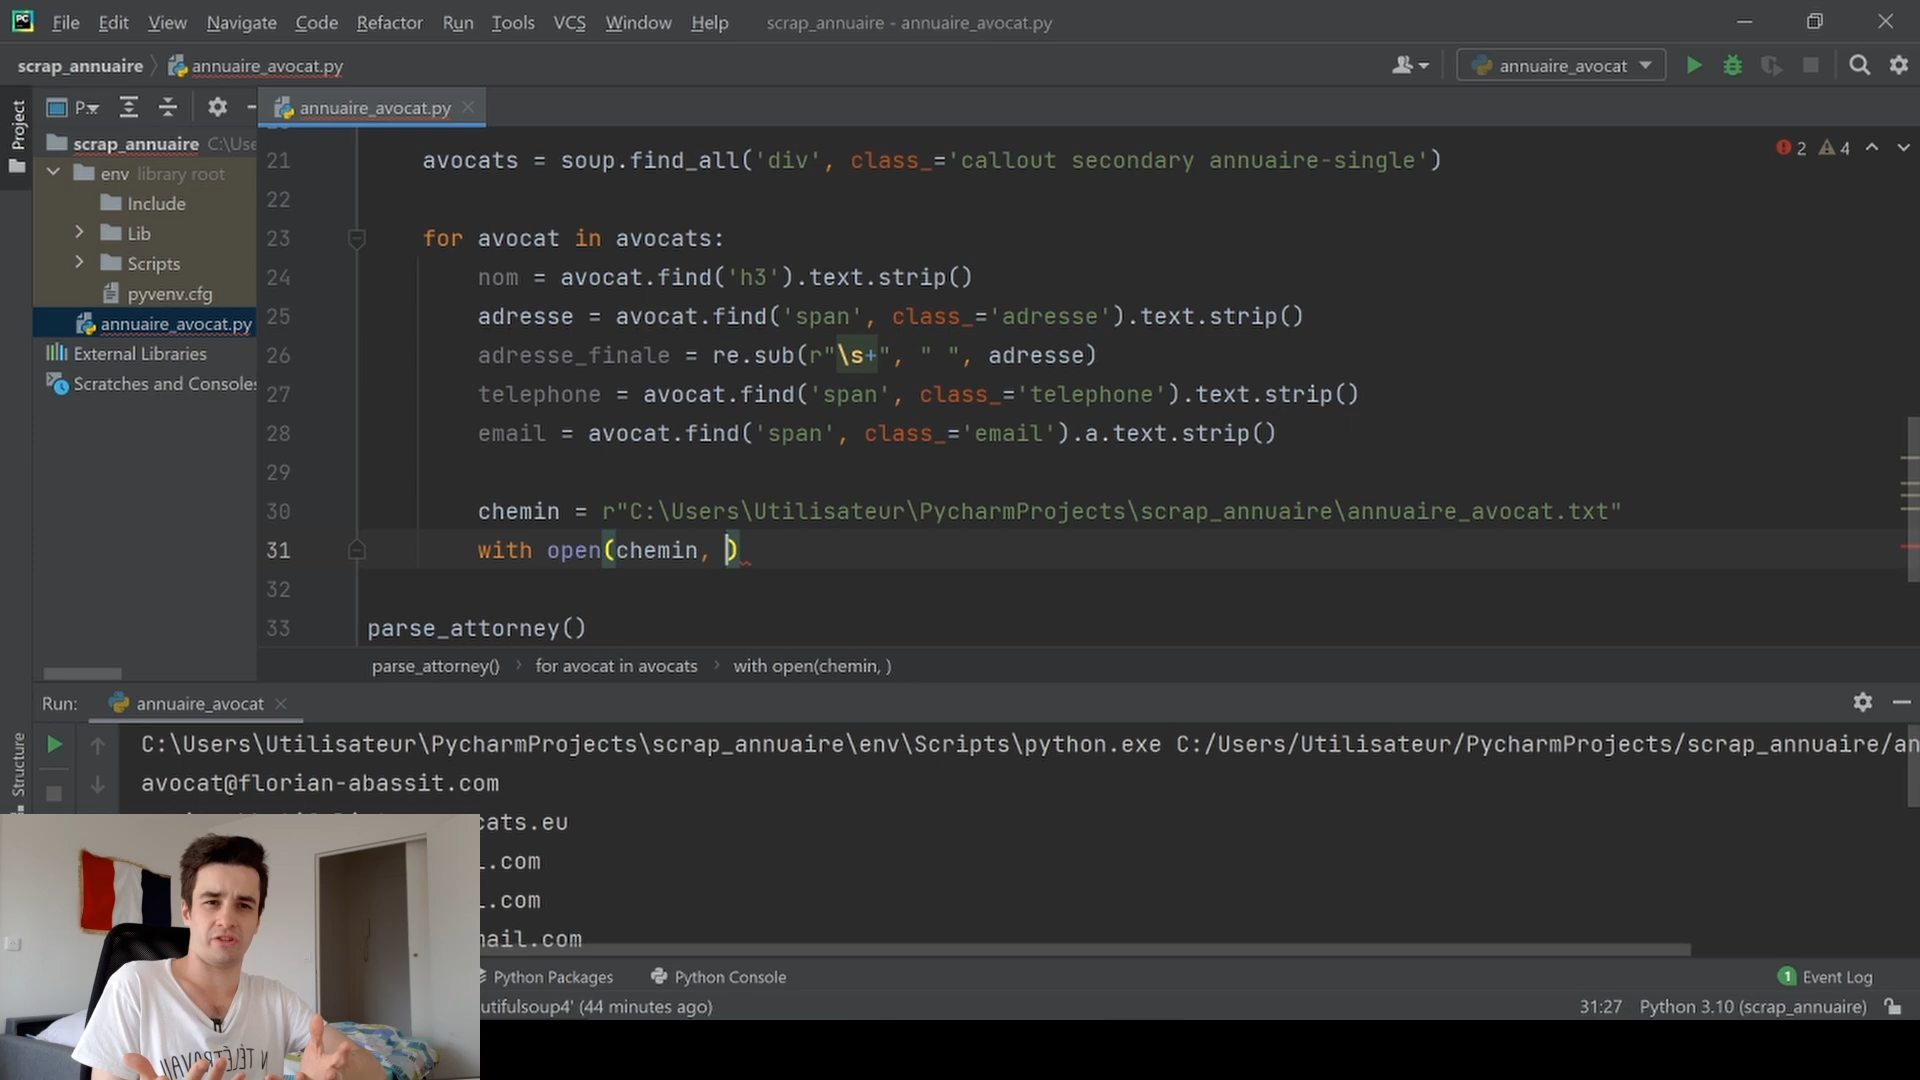 File Edit View Navigate Code Refactor Run Tools VCS Window Help scrap_annuaire - annuaire_avocat.py
scrap_annuaire annuaire_avocat.py annuaire_avocat
Project
P... annuaire_avocat.py
scrap_annuaire C:\Use
env library root
Include
Lib
Scripts
pyvenv.cfg
annuaire_avocat.py
External Libraries
Scratches and Consoles
2 4
21 avocats = soup.find_all('div', class_='callout secondary annuaire-single')
22
23 for avocat in avocats:
24 nom = avocat.find('h3').text.strip()
25 adresse = avocat.find('span', class_='adresse').text.strip()
26 adresse_finale = re.sub(r"\s+", " ", adresse)
27 telephone = avocat.find('span', class_='telephone').text.strip()
28 email = avocat.find('span', class_='email').a.text.strip()
29
30 chemin = r"C:\Users\Utilisateur\PycharmProjects\scrap_annuaire\annuaire_avocat.txt"
31 with open(chemin, )
32
33 parse_attorney()
parse_attorney() for avocat in avocats with open(chemin, )
Run: annuaire_avocat
Structure
C:\Users\Utilisateur\PycharmProjects\scrap_annuaire\env\Scripts\python.exe C:/Users/Utilisateur/PycharmProjects/scrap_annuaire/an
avocat@florian-abassit.com
cats.eu
.com
.com
mail.com
Python Packages Python Console 1 Event Log
utifulsoup4' (44 minutes ago) 31:27 Python 3.10 (scrap_annuaire)
N TÉLÉTRAVAIL